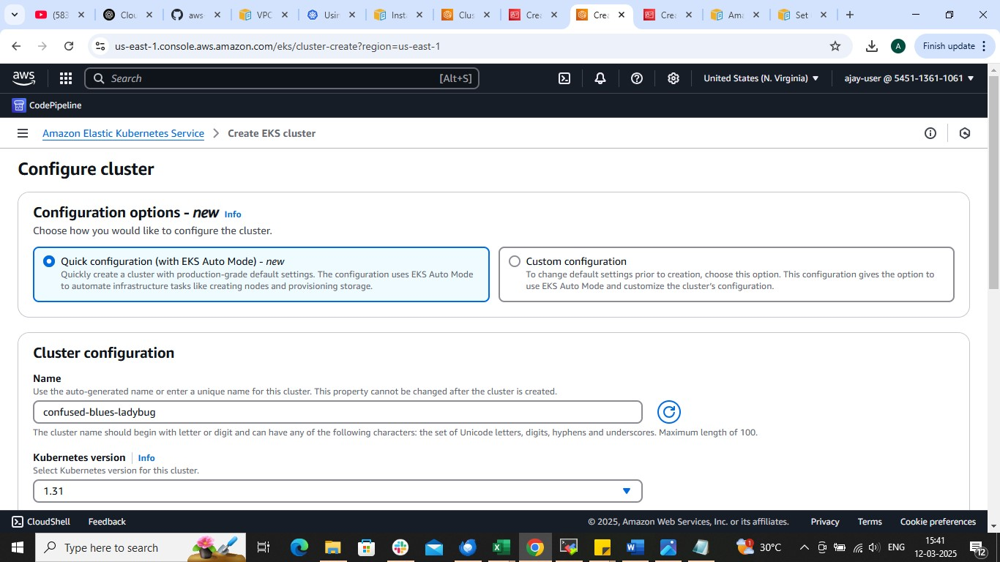 (583
Clou
aws-
VPC
Usin
Insta
Clus
Crea
Crea
Crea
Ama
Set
us-east-1.console.aws.amazon.com/eks/cluster-create?region=us-east-1
A
Finish update
aws
Search
[Alt+S]
United States (N. Virginia)
ajay-user @ 5451-1361-1061
CodePipeline
Amazon Elastic Kubernetes Service
Create EKS cluster
Configure cluster
Configuration options - new Info
Choose how you would like to configure the cluster.
Quick configuration (with EKS Auto Mode) - new
Quickly create a cluster with production-grade default settings. The configuration uses EKS Auto Mode
to automate infrastructure tasks like creating nodes and provisioning storage.
Custom configuration
To change default settings prior to creation, choose this option. This configuration gives the option to
use EKS Auto Mode and customize the cluster's configuration.
Cluster configuration
Name
Use the auto-generated name or enter a unique name for this cluster. This property cannot be changed after the cluster is created.
confused-blues-ladybug
The cluster name should begin with letter or digit and can have any of the following characters: the set of Unicode letters, digits, hyphens and underscores. Maximum length of 100.
Kubernetes version Info
Select Kubernetes version for this cluster.
1.31
CloudShell
Feedback
© 2025, Amazon Web Services, Inc. or its affiliates.
Privacy
Terms
Cookie preferences
Type here to search
1
30°C
ENG
15:41
12-03-2025
12